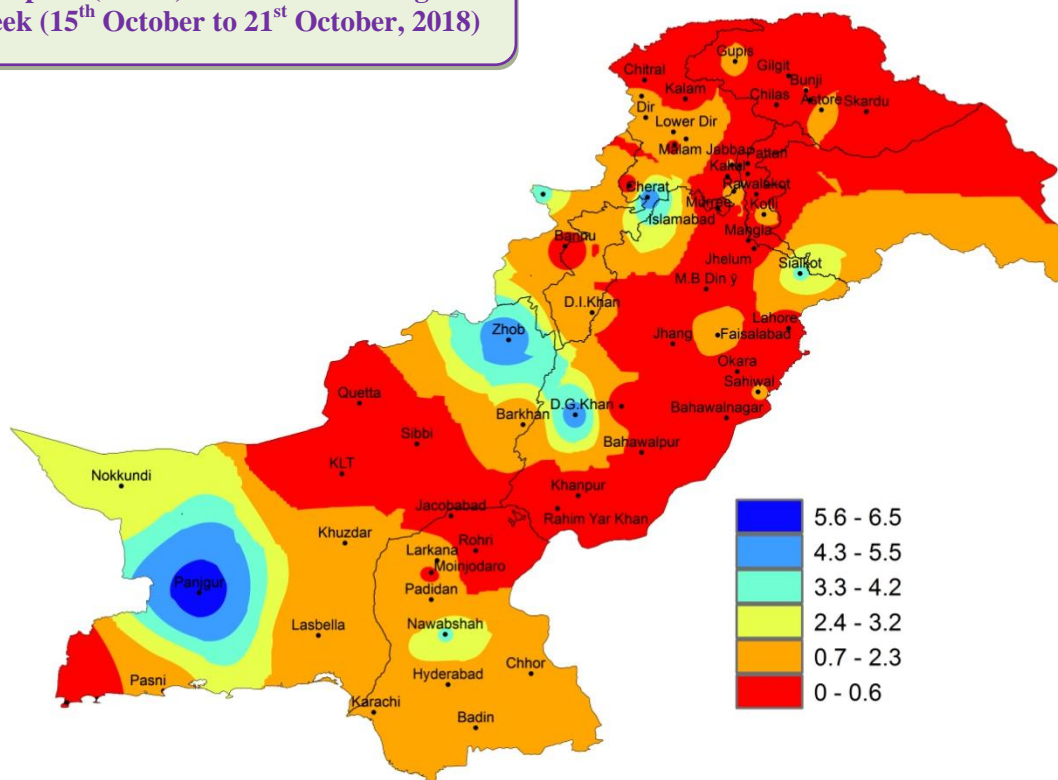 eek (15th October to 21st October, 2018)
Gupis
Gilgit
Bunji
Chitral
Kalam
Chilas
Astore
Skardu
Dir
Lower Dir
Malam Jabba
Pattan
Kakul
Cherat
Rawalakot
Murree
Kotli
Islamabad
Mangla
Bannu
Jhelum
Sialkot
M.B Din ÿ
D.I.Khan
Zhob
Lahore
Jhang
Faisalabad
Okara
Sahiwal
Quetta
D.G.Khan
Barkhan
Bahawalnagar
Sibbi
Bahawalpur
KLT
Nokkundi
Khanpur
Jacobabad
Rahim Yar Khan
Khuzdar
Rohri
Larkana
Moinjodaro
Panjgur
Padidan
Lasbella
Nawabshah
Chhor
Pasni
Hyderabad
Karachi
Badin
5.6 - 6.5
4.3 - 5.5
3.3 - 4.2
2.4 - 3.2
0.7 - 2.3
0 - 0.6